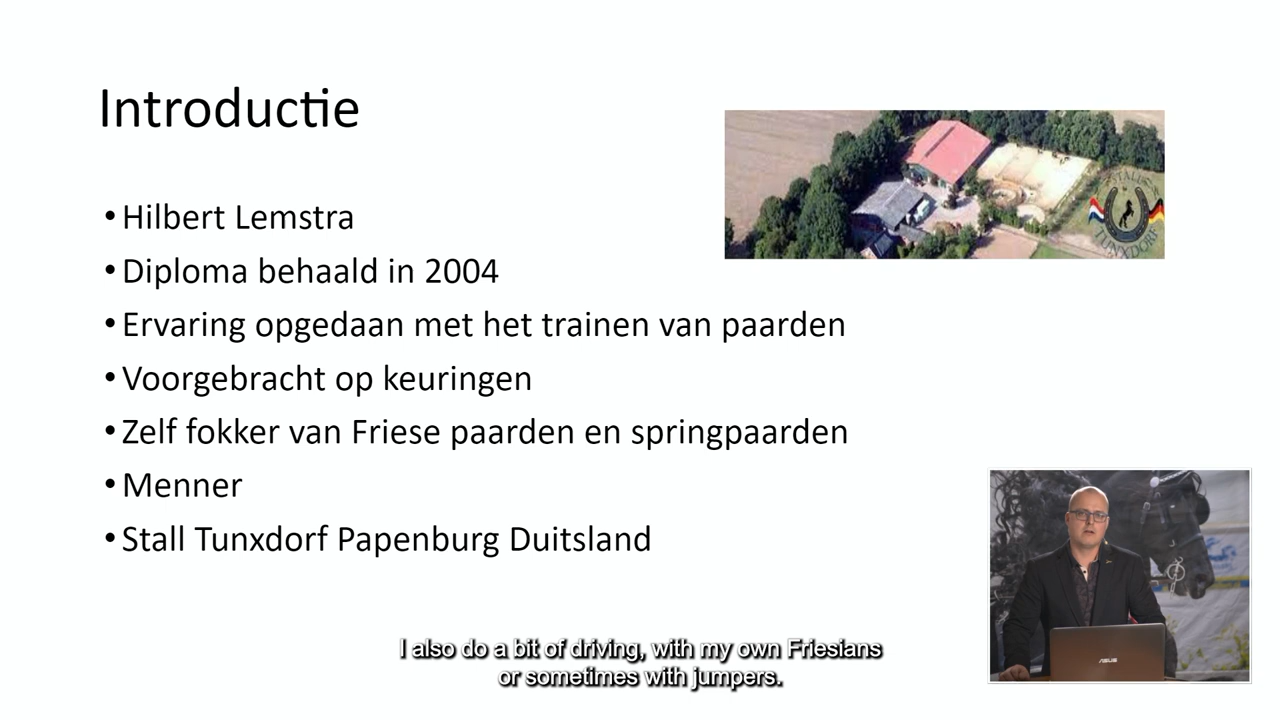 Introductie
• Hilbert Lemstra
• Diploma behaald in 2004
• Ervaring opgedaan met het trainen van paarden
• Voorgebracht op keuringen
• Zelf fokker van Friese paarden en springpaarden
• Menner
• Stall Tunxdorf Papenburg Duitsland
TUNXDORF
ASUS
I also do a bit of driving, with my own Friesians
or sometimes with jumpers.